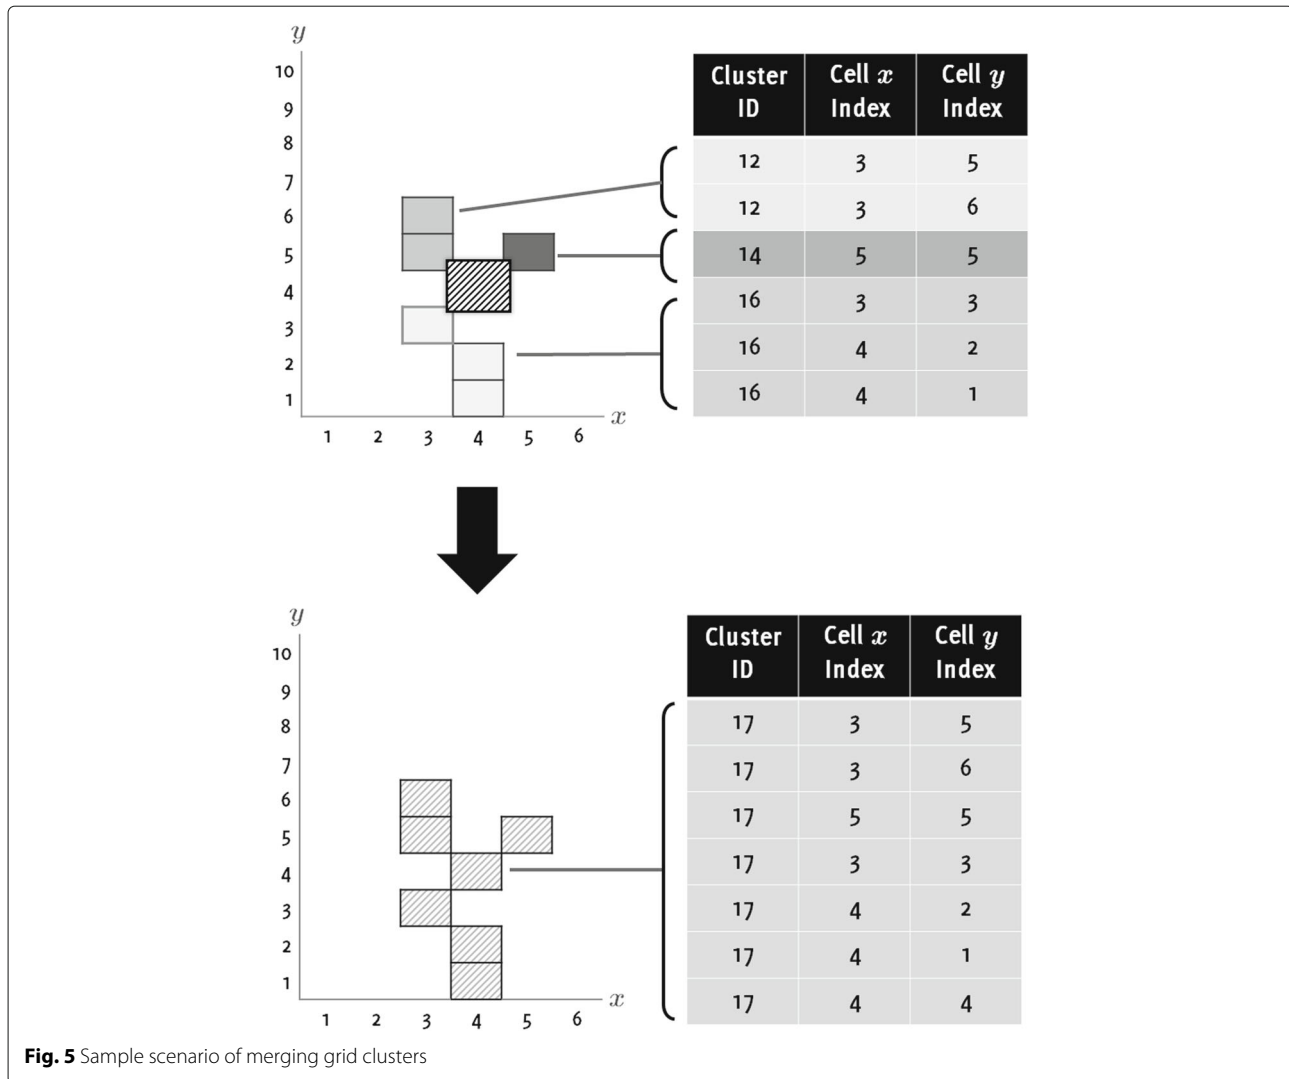 y
10
9
8
7
6
5
4
3
2
1
1 2 3 4 5 6
x
Cluster ID Cell x Index Cell y Index
12 3 5
12 3 6
14 5 5
16 3 3
16 4 2
16 4 1
y
10
9
8
7
6
5
4
3
2
1
1 2 3 4 5 6
x
Cluster ID Cell x Index Cell y Index
17 3 5
17 3 6
17 5 5
17 3 3
17 4 2
17 4 1
17 4 4
Fig. 5 Sample scenario of merging grid clusters